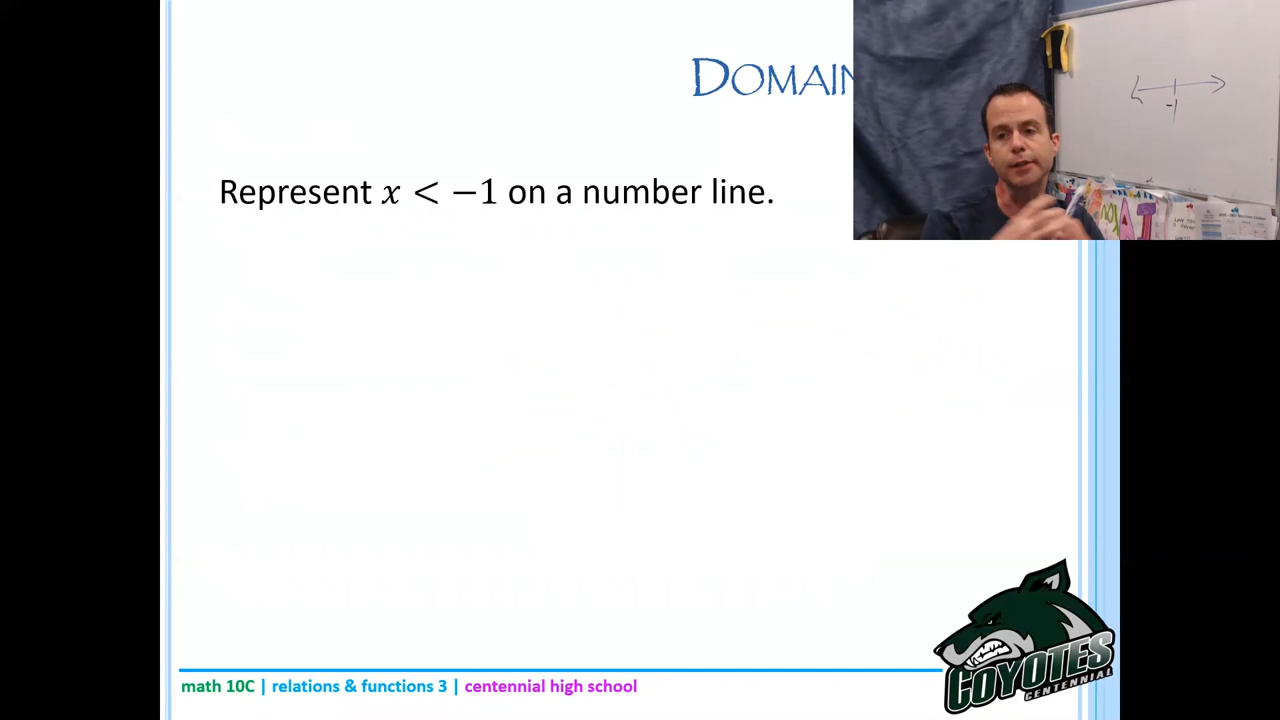 DOMAIN
Represent x < −1 on a number line.
-1
math 10C | relations & functions 3 | centennial high school
COYOTES
CENTENNIAL